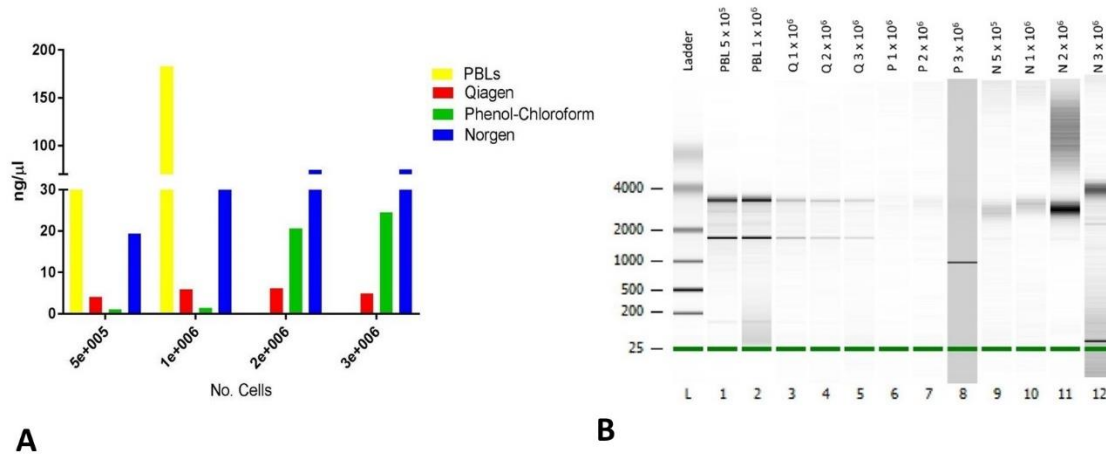 200
150
100
30
20
10
0
ng/µl
5e+005
1e+006
2e+006
3e+006
No. Cells
PBLs
Qiagen
Phenol-Chloroform
Norgen
A
Ladder
PBL 5 x 10⁵
PBL 1 x 10⁶
Q 1 x 10⁶
Q 2 x 10⁶
Q 3 x 10⁶
P 1 x 10⁶
P 2 x 10⁶
P 3 x 10⁶
N 5 x 10⁵
N 1 x 10⁶
N 2 x 10⁶
N 3 x 10⁶
4000
2000
1000
500
200
25
L 1 2 3 4 5 6 7 8 9 10 11 12
B